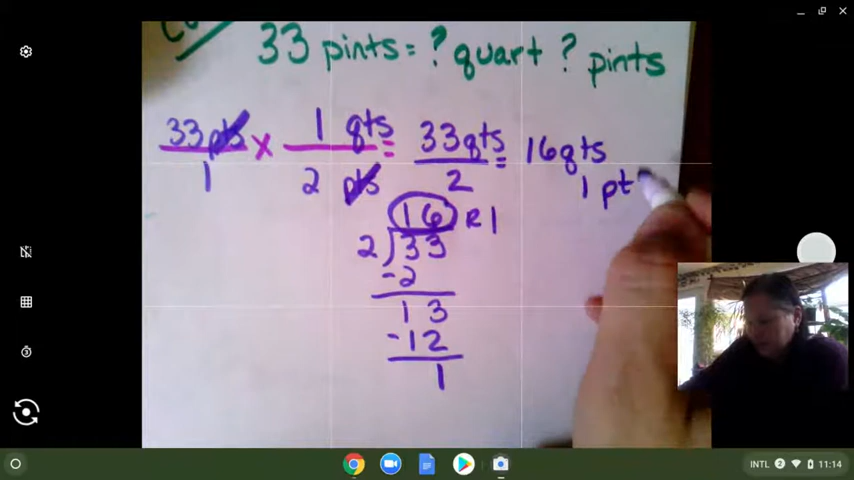 33 pints = ? quart ? pints
33 pts x 1 qts = 33 qts = 16 qts
1 2 pts 2 1 pt
16 R1
2 33
-2
13
-12
1
INTL 2 11:14